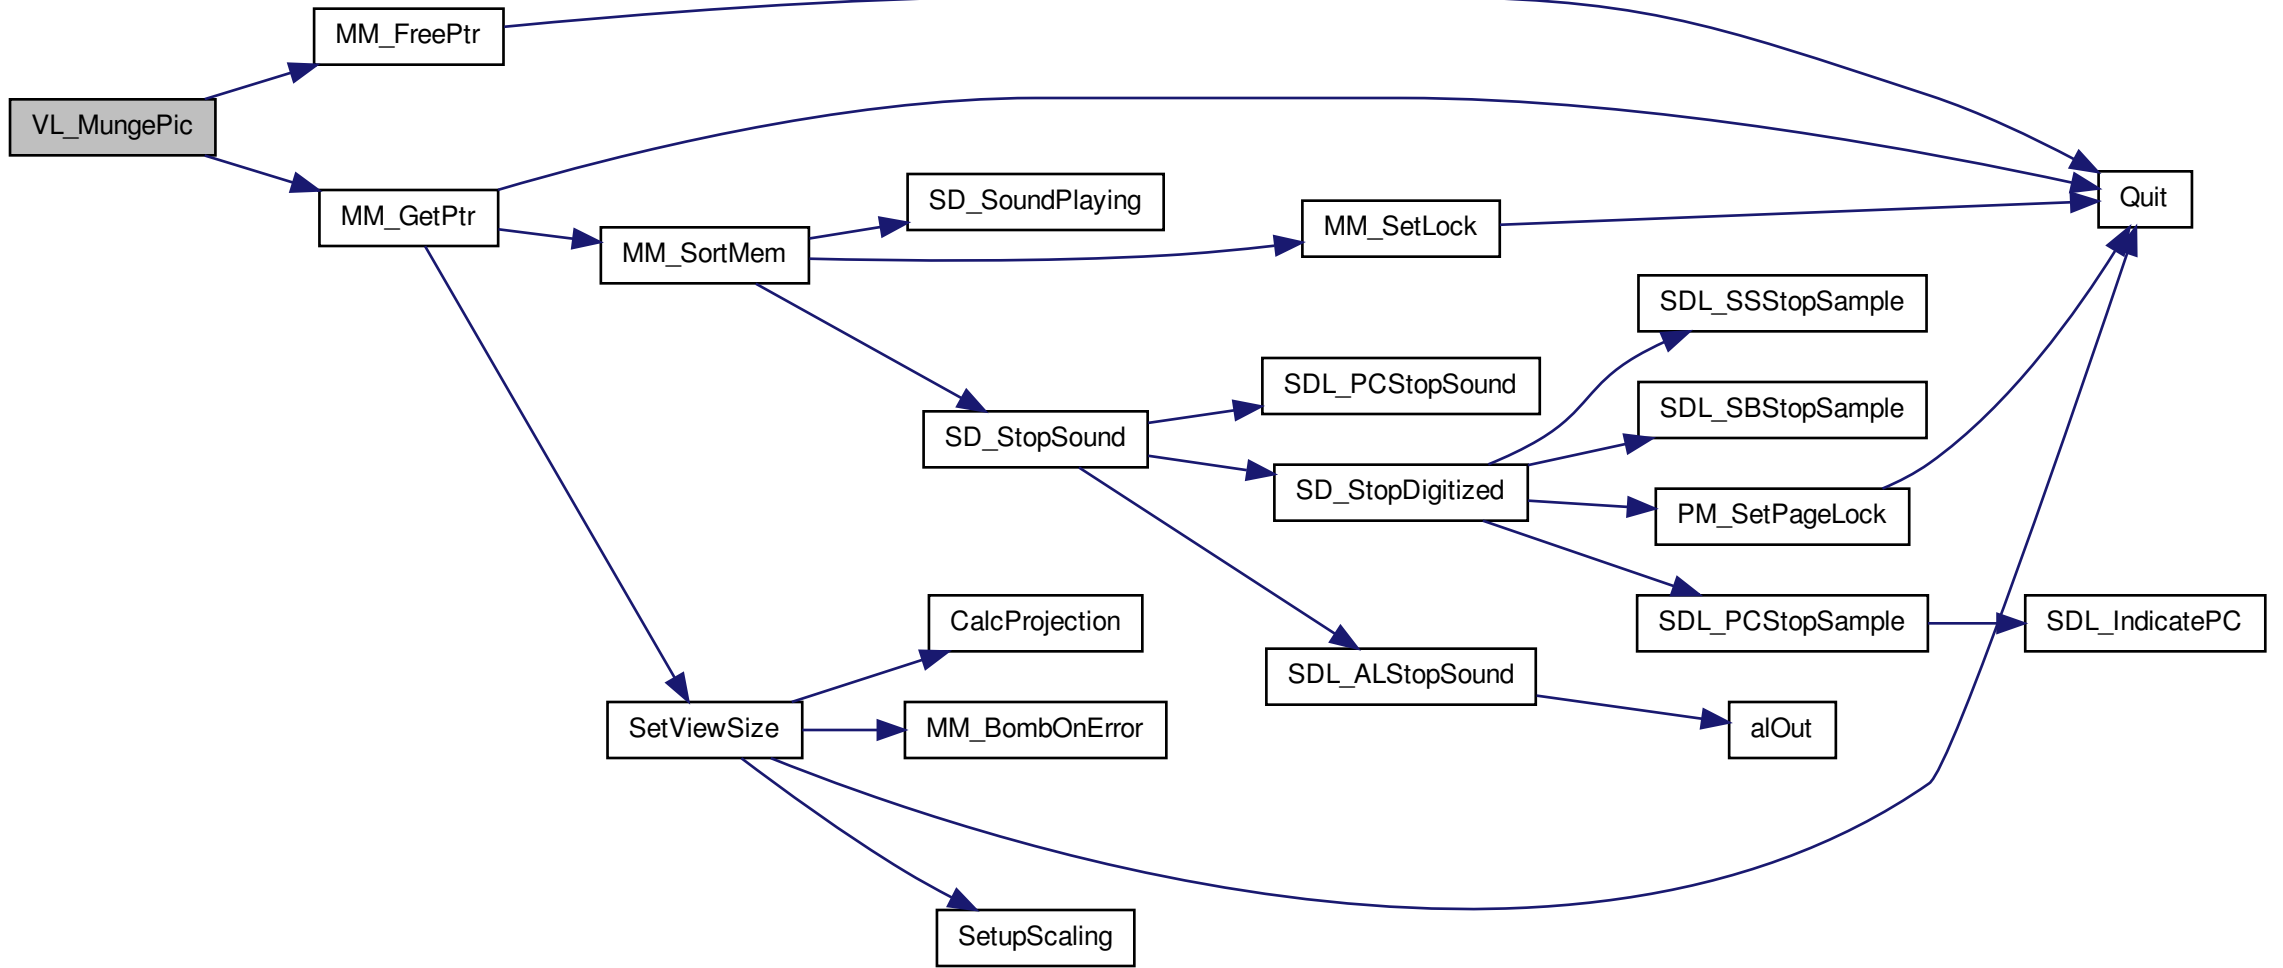 MM_FreePtr
VL_MungePic
MM_GetPtr
SD_SoundPlaying
Quit
MM_SetLock
MM_SortMem
SDL_SSStopSample
SDL_PCStopSound
SDL_SBStopSample
SD_StopSound
SD_StopDigitized
PM_SetPageLock
CalcProjection
SDL_PCStopSample
SDL_IndicatePC
SDL_ALStopSound
SetViewSize
MM_BombOnError
alOut
SetupScaling